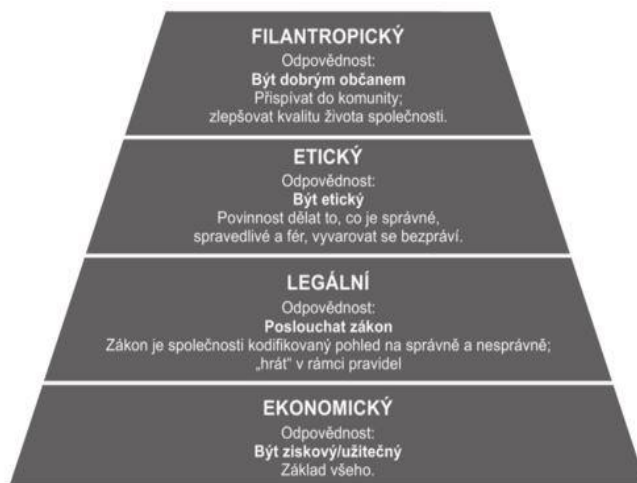 FILANTROPICKÝ
Odpovědnost:
Být dobrým občanem
Přispívat do komunity;
zlepšovat kvalitu života společnosti.
ETICKÝ
Odpovědnost:
Být etický
Povinnost dělat to, co je správné,
spravedlivé a fér, vyvarovat se bezpráví.
LEGÁLNÍ
Odpovědnost:
Poslouchat zákon
Zákon je společnosti kodifikovaný pohled na správně a nesprávně;
„hrát“ v rámci pravidel
EKONOMICKÝ
Odpovědnost:
Být ziskový/užitečný
Základ všeho.